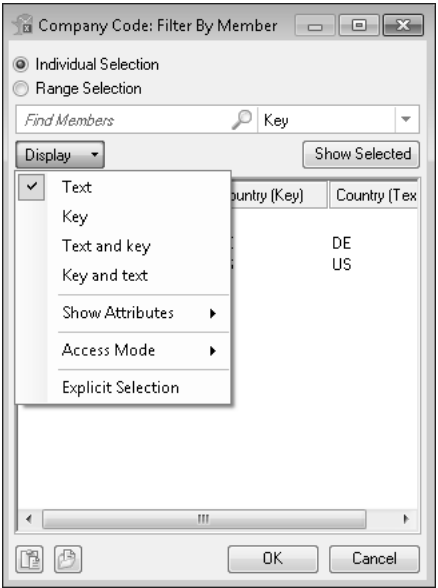 Company Code: Filter By Member
Individual Selection
Range Selection
Find Members Key
Display Show Selected
Text
Key
Text and key
Key and text
Show Attributes
Access Mode
Explicit Selection
(Key) Country (Tex
DE
US
OK Cancel